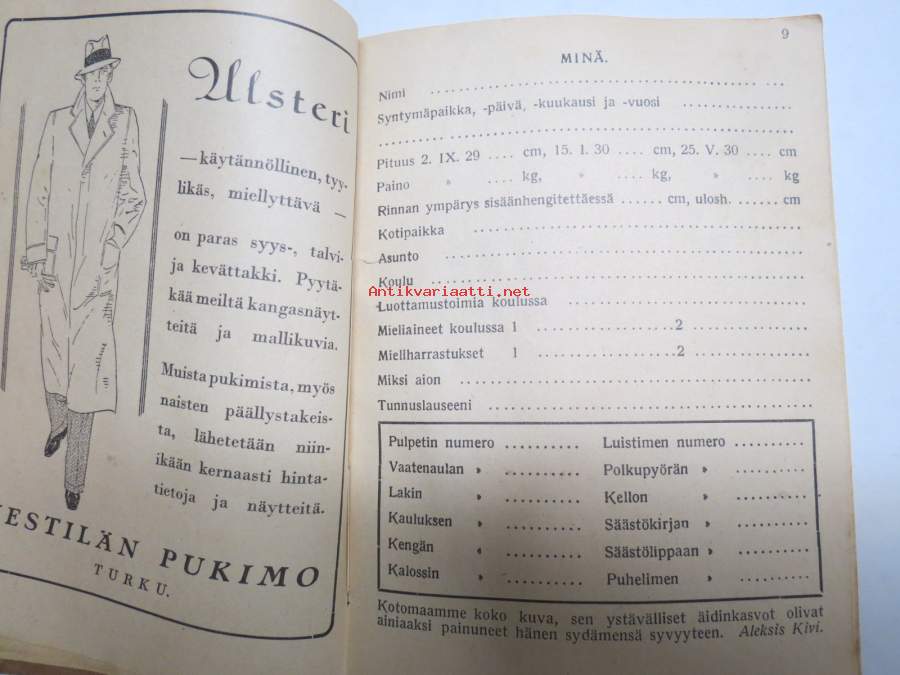 Ulsteri
—käytännöllinen, tyy-
likäs, miellyttävä —
on paras syys-, talvi-
ja kevättakki. Pyytä-
kää meiltä kangasnäyt-
teitä ja mallikuvia.
Muista pukimista, myös
naisten päällystakeis-
ta, lähetetään niin-
ikään kernaasti hinta-
tietoja ja näytteitä.
VESTILÄN PUKIMO
TURKU.
9
MINÄ.
Nimi ....................
Syntymäpaikka, -päivä, -kuukausi ja -vuosi ..........
....................
Pituus 2. IX. 29 .... cm, 15. I. 30 .... cm, 25. V. 30 .... cm
Paino » .... kg, » .... kg, » .... kg
Rinnan ympärys sisäänhengitettäessä ...... cm, ulosh. ...... cm
Kotipaikka ....................
Asunto ....................
Koulu ....................
Antikvariaatti.net
Luottamustoimia koulussa ....................
Mieliaineet koulussa 1 .................... 2 ....................
Mieliharrastukset 1 .................... 2 ....................
Miksi aion ....................
Tunnuslauseeni ....................
Pulpetin numero .......... Luistimen numero ..........
Vaatenaulan » .......... Polkupyörän » ..........
Lakin » .......... Kellon » ..........
Kauluksen » .......... Säästökirjan » ..........
Kengän » .......... Säästölippaan » ..........
Kalossin » .......... Puhelimen » ..........
Kotomaamme koko kuva, sen ystävälliset äidinkasvot olivat
ainiaaksi painuneet hänen sydämensä syvyyteen. Aleksis Kivi.